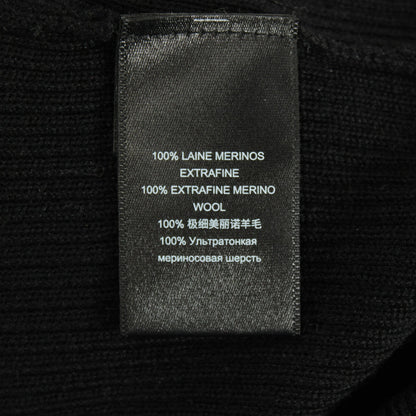 100% LAINE MERINOS
EXTRAFINE
100% EXTRAFINE MERINO
WOOL
100% 极细美丽诺羊毛
100% Ультратонкая
мериносовая шерсть